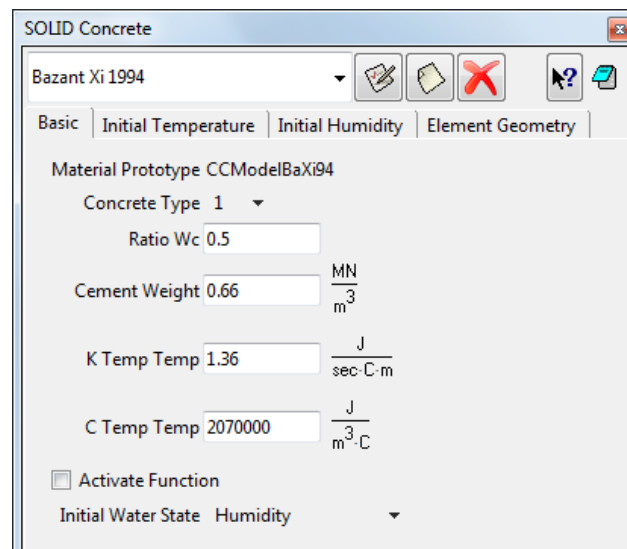 SOLID Concrete
Bazant Xi 1994
Basic Initial Temperature Initial Humidity Element Geometry
Material Prototype CCModelBaXi94
Concrete Type 1
Ratio Wc 0.5
Cement Weight 0.66 MN/m³
K Temp Temp 1.36 J/sec·C·m
C Temp Temp 2070000 J/m³·C
Activate Function
Initial Water State Humidity